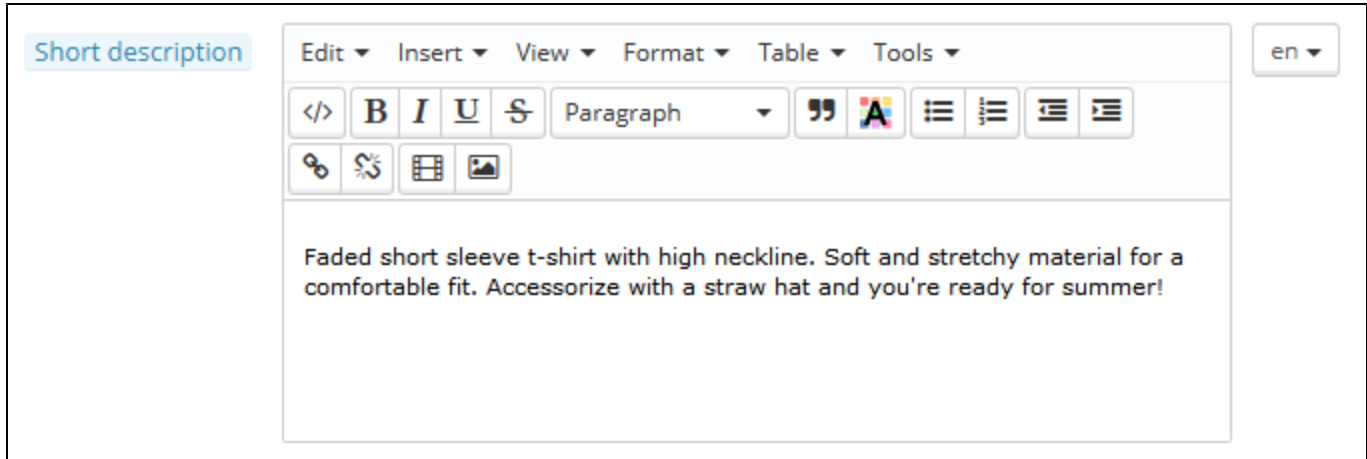 Short description
Edit Insert View Format Table Tools
en
</> B I U S Paragraph A
Faded short sleeve t-shirt with high neckline. Soft and stretchy material for a
comfortable fit. Accessorize with a straw hat and you're ready for summer!